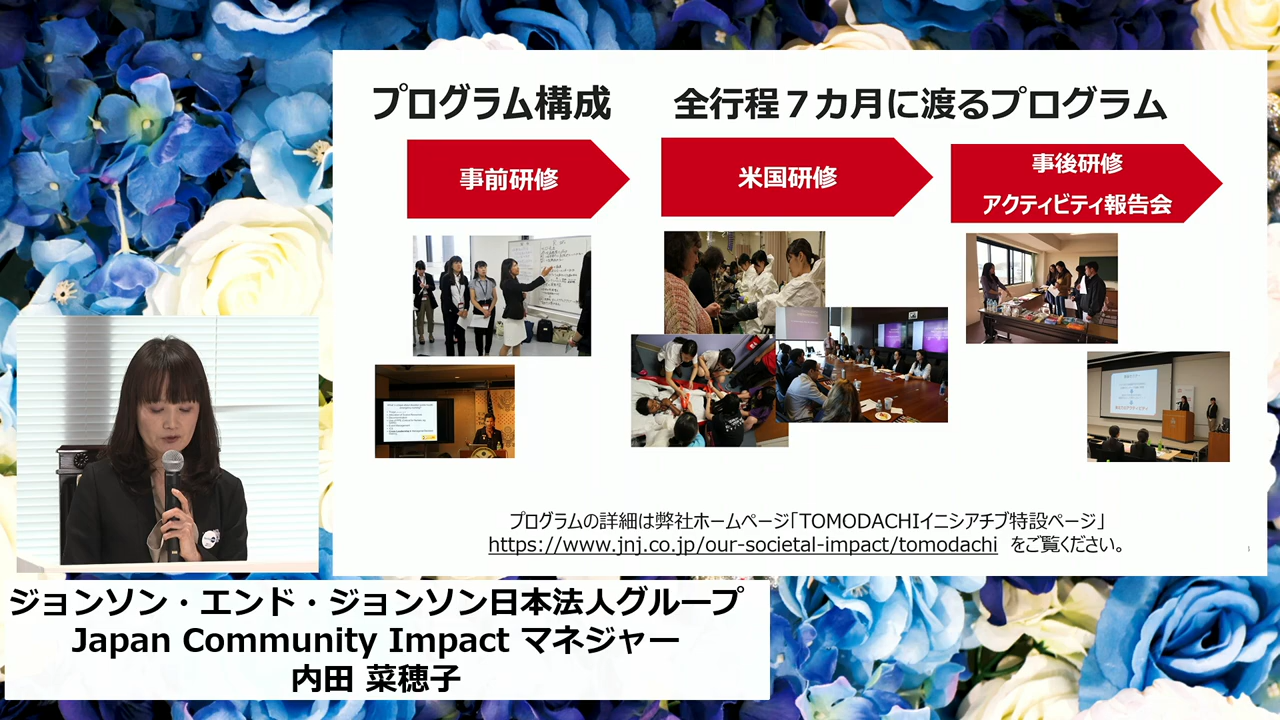 プログラム構成
全行程７カ月に渡るプログラム
事前研修
米国研修
事後研修
アクティビティ報告会
プログラムの詳細は弊社ホームページ「TOMODACHIイニシアチブ特設ページ」
https://www.jnj.co.jp/our-societal-impact/tomodachi をご覧ください。
ジョンソン・エンド・ジョンソン日本法人グループ
Japan Community Impact マネジャー
内田 菜穂子